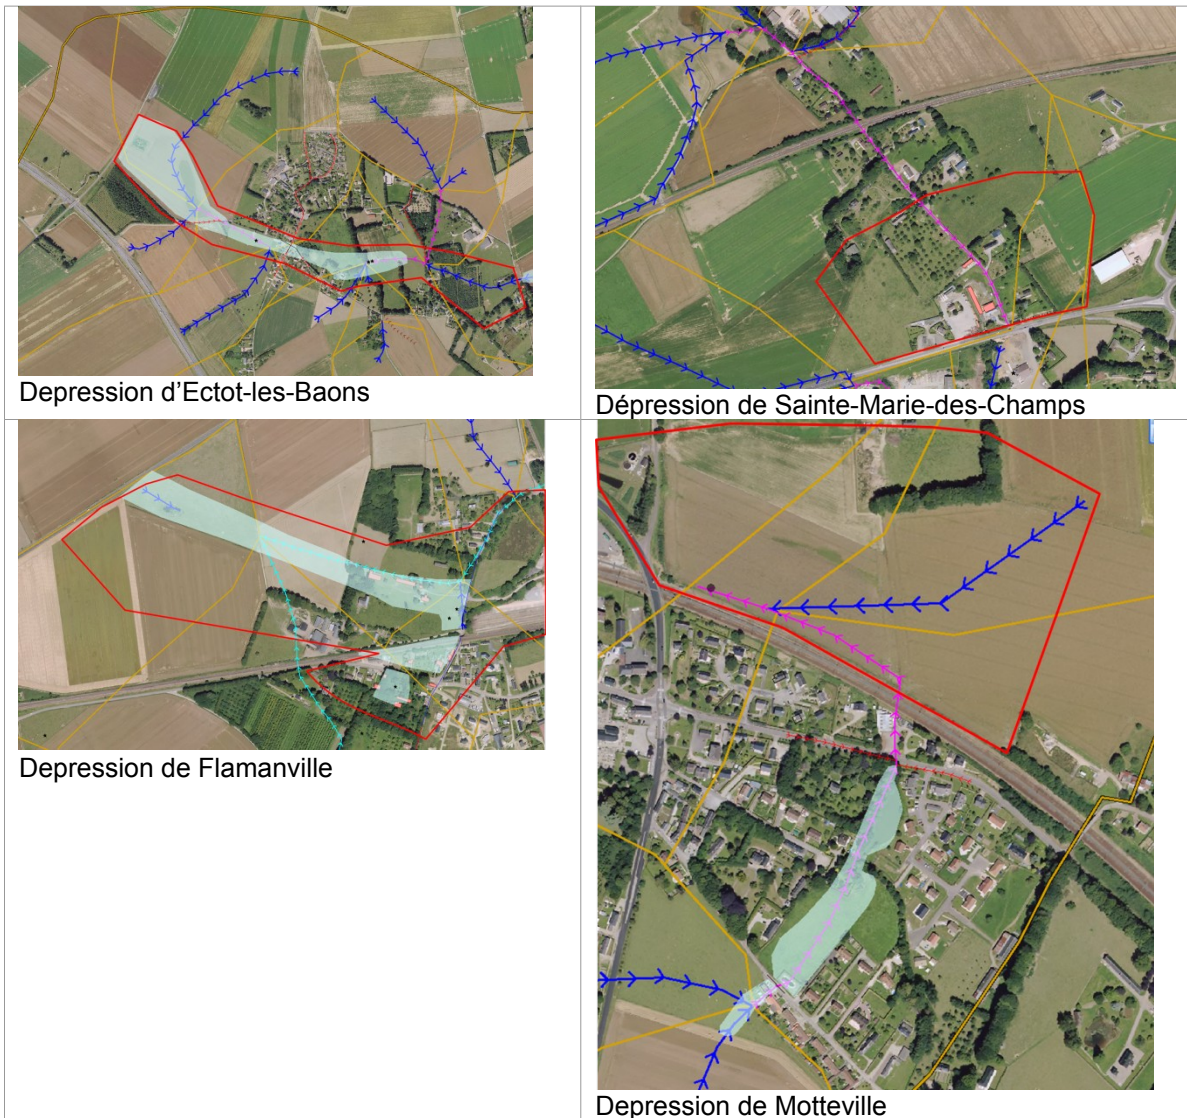 Depression d'Ectot-les-Baons
Dépression de Sainte-Marie-des-Champs
Depression de Flamanville
Depression de Motteville